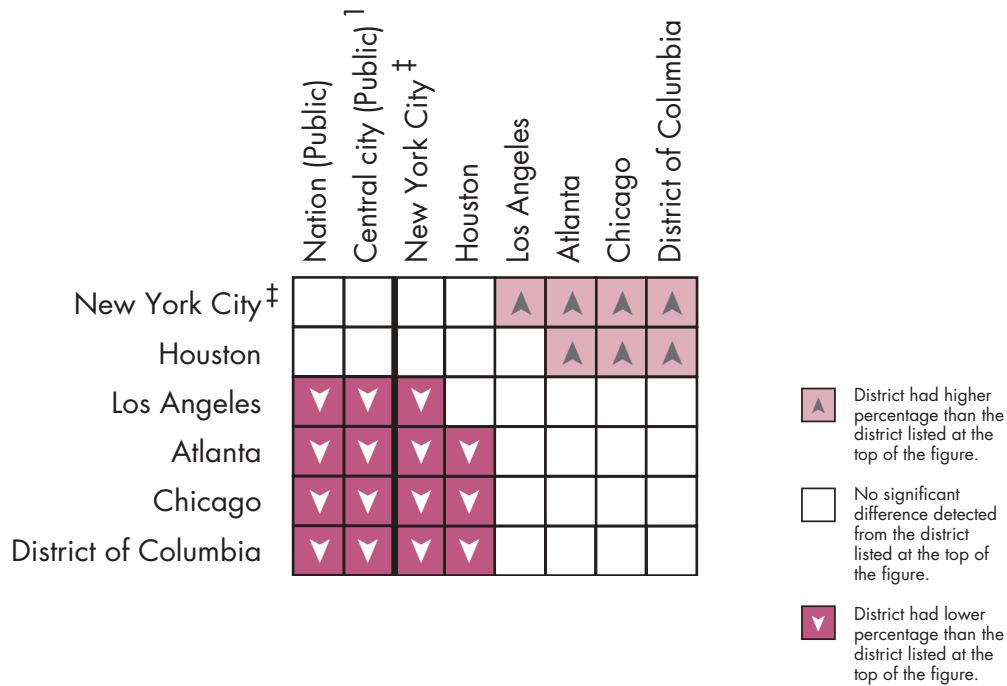 Nation (Public)
Central city (Public) 1
New York City ‡
Houston
Los Angeles
Atlanta
Chicago
District of Columbia
New York City ‡
Houston
Los Angeles
Atlanta
Chicago
District of Columbia
District had higher
percentage than the
district listed at the
top of the figure.
No significant
difference detected
from the district
listed at the top of
the figure.
District had lower
percentage than the
district listed at the
top of the figure.